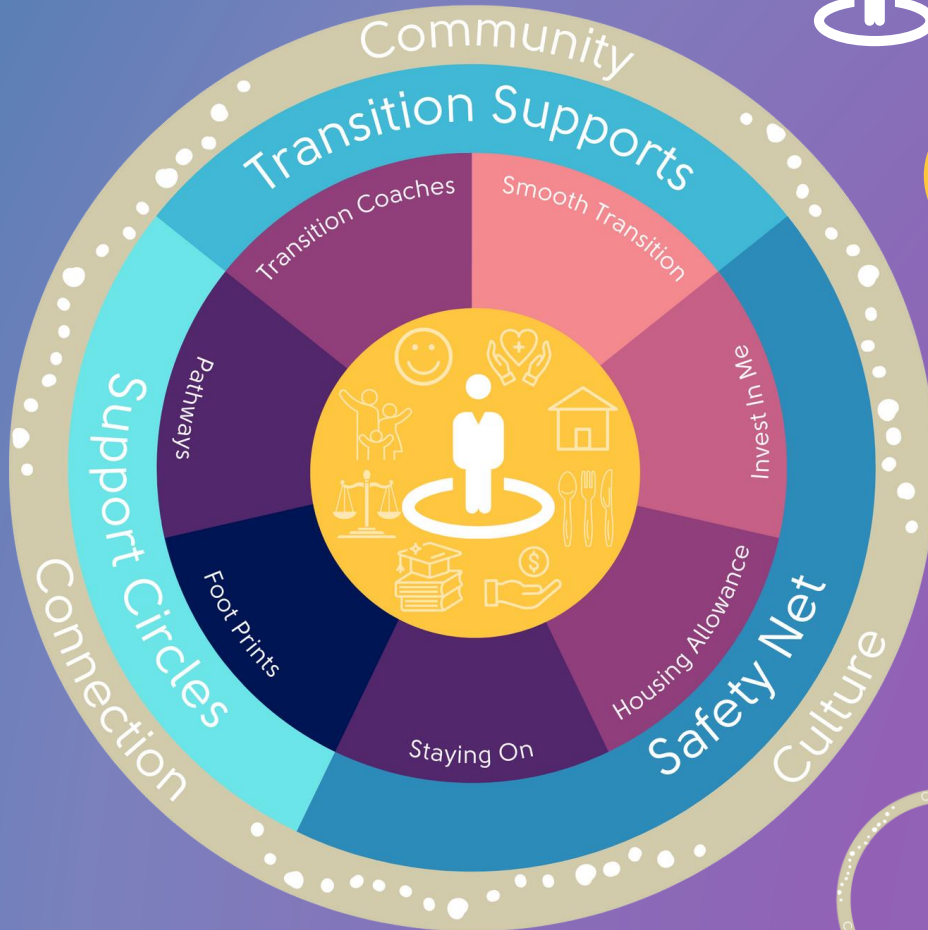 Community
Transition Supports
Transition Coaches
Smooth Transition
Invest In Me
Pathways
Support Circles
Foot Prints
Housing Allowance
Safety Net
Staying On
Connection
Culture
$